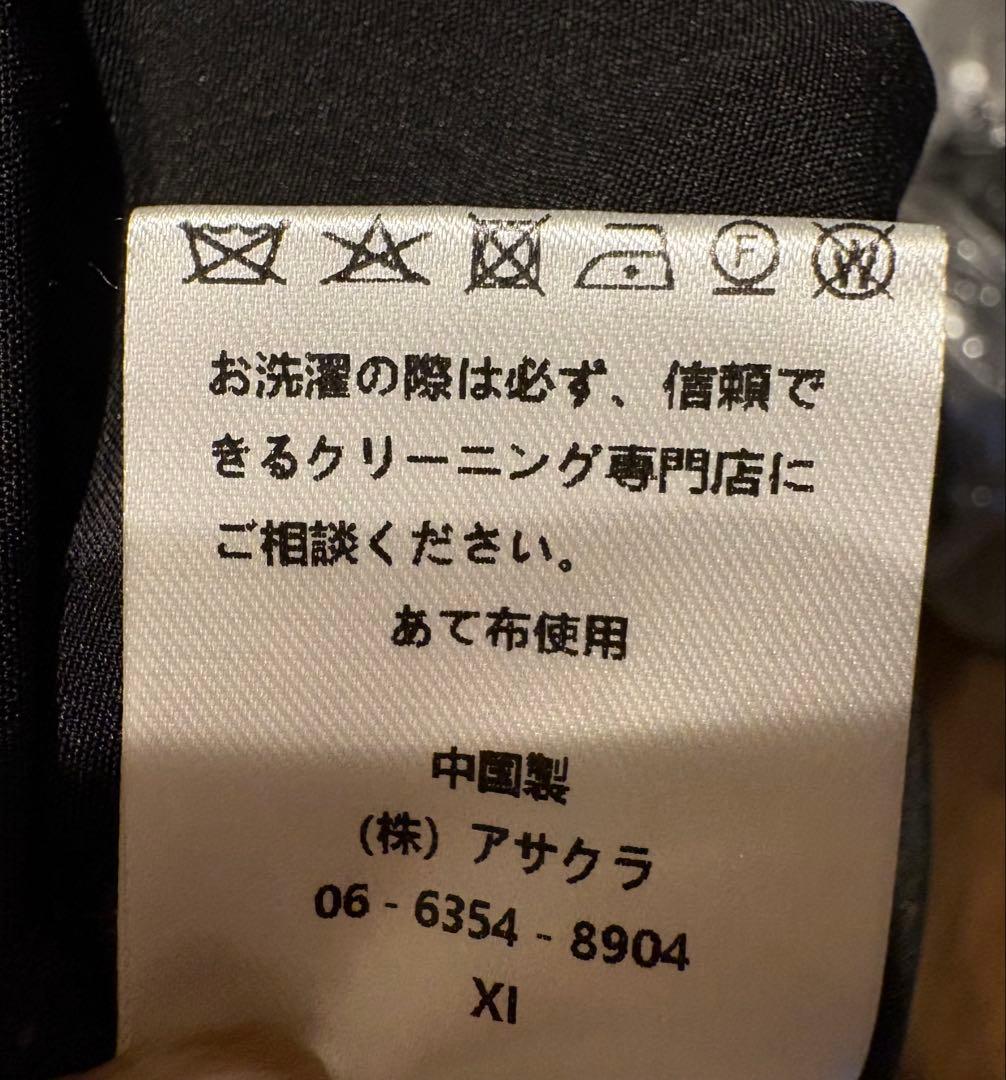 F W
お洗濯の際は必ず、信頼で
きるクリーニング専門店に
ご相談ください。
あて布使用
中国製
(株) アサクラ
06 - 6354 - 8904
XI